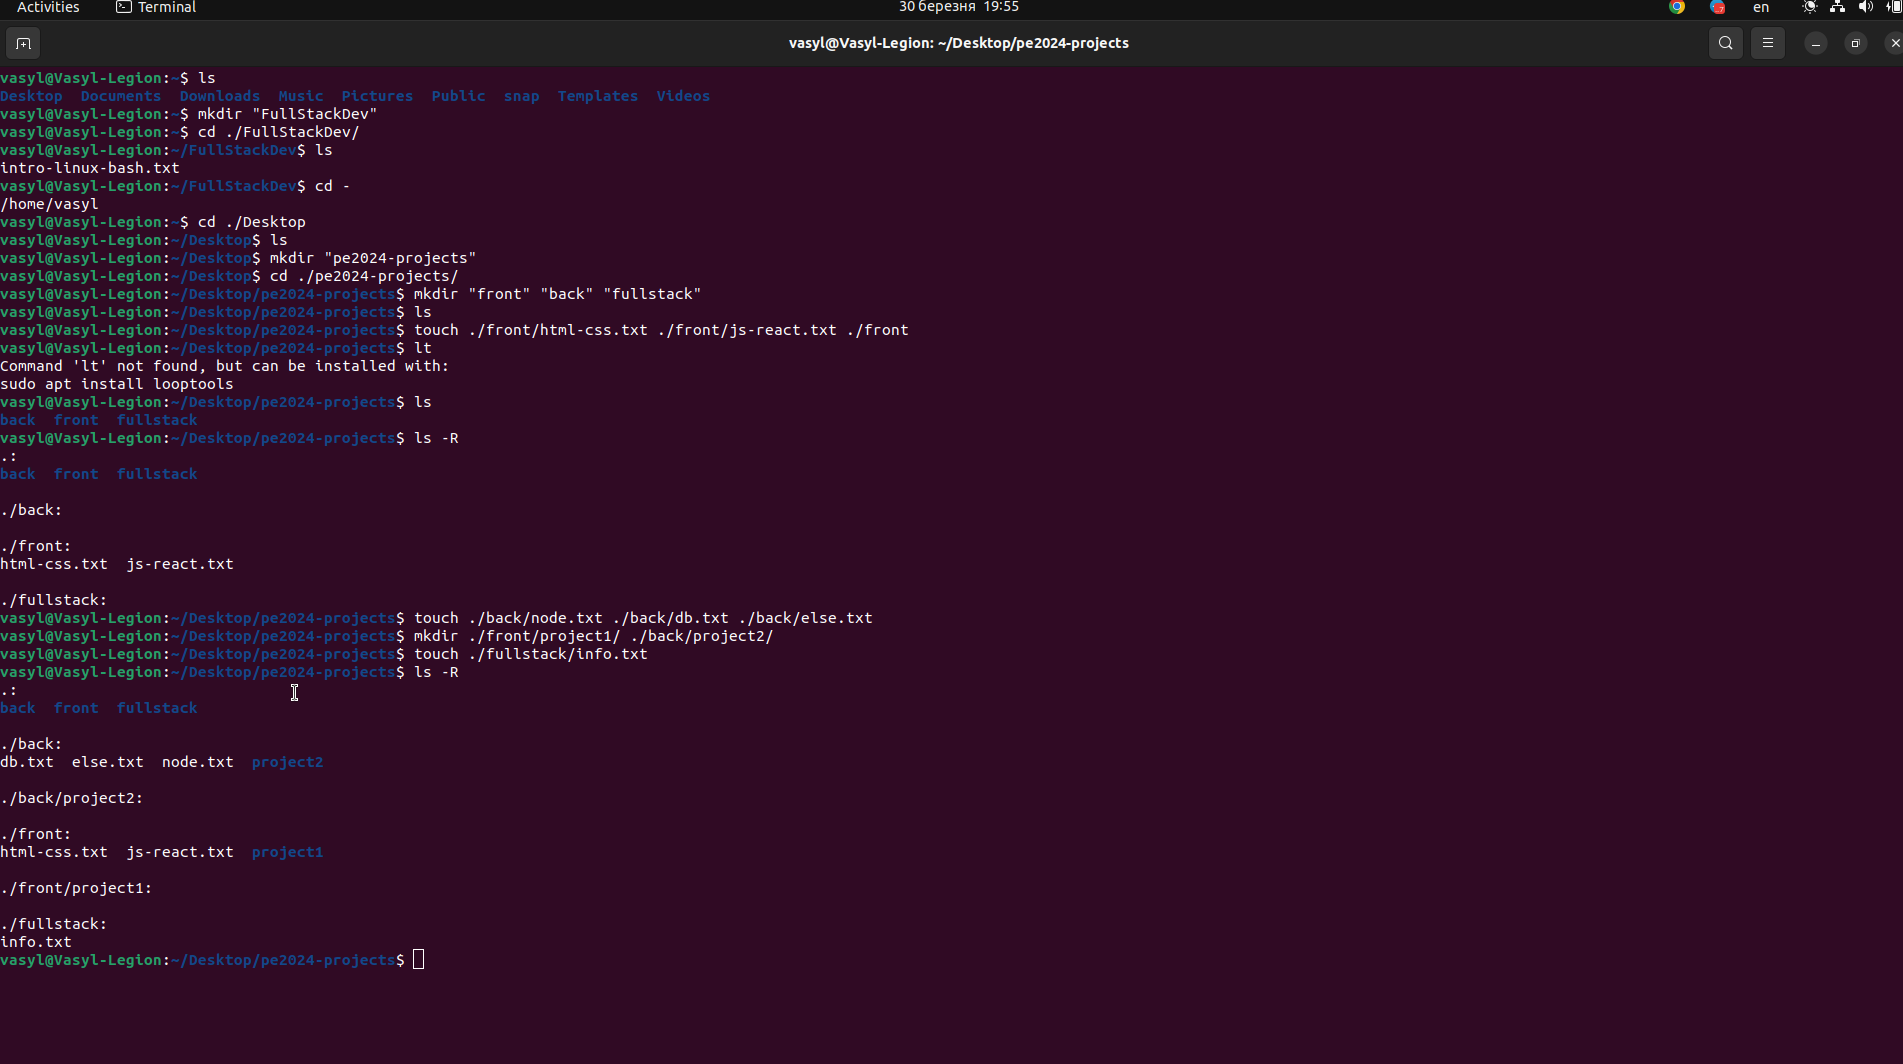 Activities Terminal 30 березня 19:55 en
vasyl@Vasyl-Legion: ~/Desktop/pe2024-projects
vasyl@Vasyl-Legion:~$ ls
Desktop Documents Downloads Music Pictures Public snap Templates Videos
vasyl@Vasyl-Legion:~$ mkdir "FullStackDev"
vasyl@Vasyl-Legion:~$ cd ./FullStackDev/
vasyl@Vasyl-Legion:~/FullStackDev$ ls
intro-linux-bash.txt
vasyl@Vasyl-Legion:~/FullStackDev$ cd -
/home/vasyl
vasyl@Vasyl-Legion:~$ cd ./Desktop
vasyl@Vasyl-Legion:~/Desktop$ ls
vasyl@Vasyl-Legion:~/Desktop$ mkdir "pe2024-projects"
vasyl@Vasyl-Legion:~/Desktop$ cd ./pe2024-projects/
vasyl@Vasyl-Legion:~/Desktop/pe2024-projects$ mkdir "front" "back" "fullstack"
vasyl@Vasyl-Legion:~/Desktop/pe2024-projects$ ls
vasyl@Vasyl-Legion:~/Desktop/pe2024-projects$ touch ./front/html-css.txt ./front/js-react.txt ./front
vasyl@Vasyl-Legion:~/Desktop/pe2024-projects$ lt
Command 'lt' not found, but can be installed with:
sudo apt install looptools
vasyl@Vasyl-Legion:~/Desktop/pe2024-projects$ ls
back front fullstack
vasyl@Vasyl-Legion:~/Desktop/pe2024-projects$ ls -R
.:
back front fullstack
./back:
./front:
html-css.txt js-react.txt
./fullstack:
vasyl@Vasyl-Legion:~/Desktop/pe2024-projects$ touch ./back/node.txt ./back/db.txt ./back/else.txt
vasyl@Vasyl-Legion:~/Desktop/pe2024-projects$ mkdir ./front/project1/ ./back/project2/
vasyl@Vasyl-Legion:~/Desktop/pe2024-projects$ touch ./fullstack/info.txt
vasyl@Vasyl-Legion:~/Desktop/pe2024-projects$ ls -R
.:
back front fullstack
./back:
db.txt else.txt node.txt project2
./back/project2:
./front:
html-css.txt js-react.txt project1
./front/project1:
./fullstack:
info.txt
vasyl@Vasyl-Legion:~/Desktop/pe2024-projects$